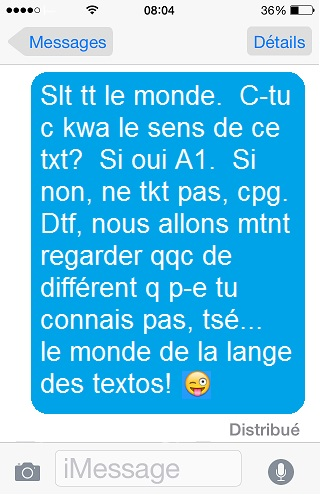 08:04 36%
Messages Détails
Slt tt le monde. C-tu
c kwa le sens de ce
txt? Si oui A1. Si
non, ne tkt pas, cpg.
Dtf, nous allons mtnt
regarder qqc de
différent q p-e tu
connais pas, tsé...
le monde de la lange
des textos! 😜
Distribué
iMessage